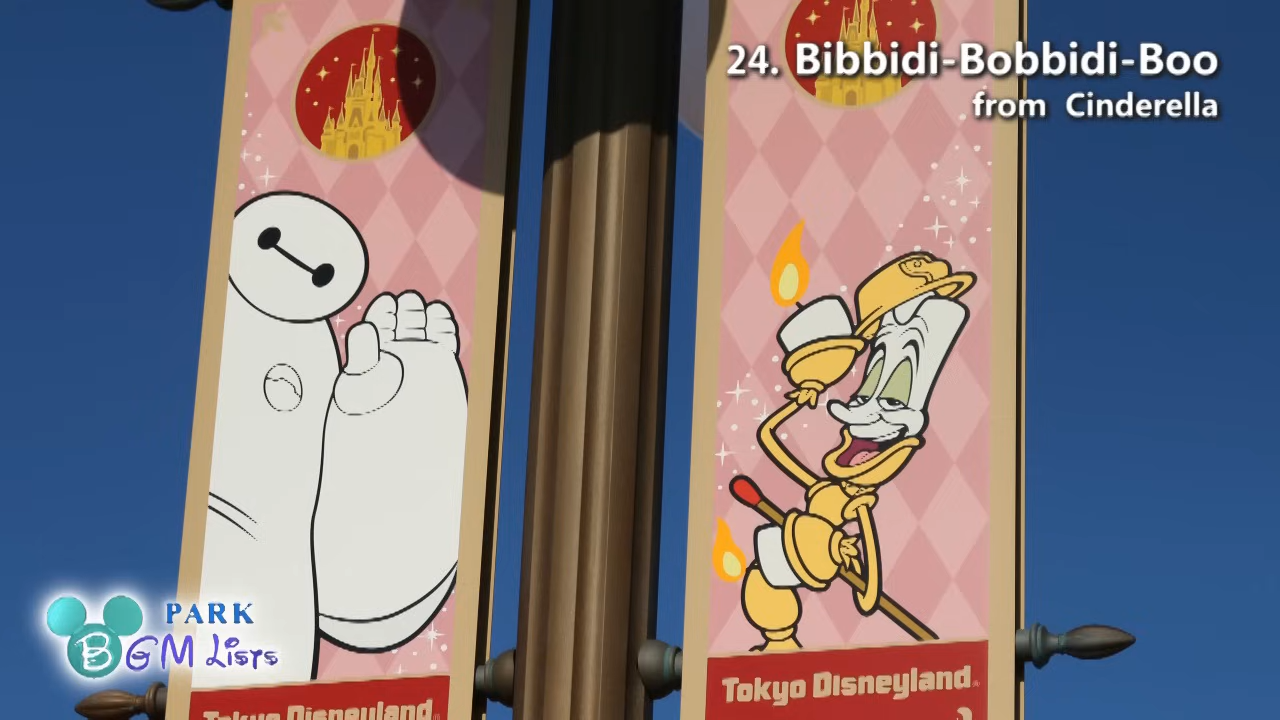 24. Bibbidi-Bobbidi-Boo
from Cinderella
PARK
BGM Lists
Tokyo Disneyland
Tokyo Disneyland